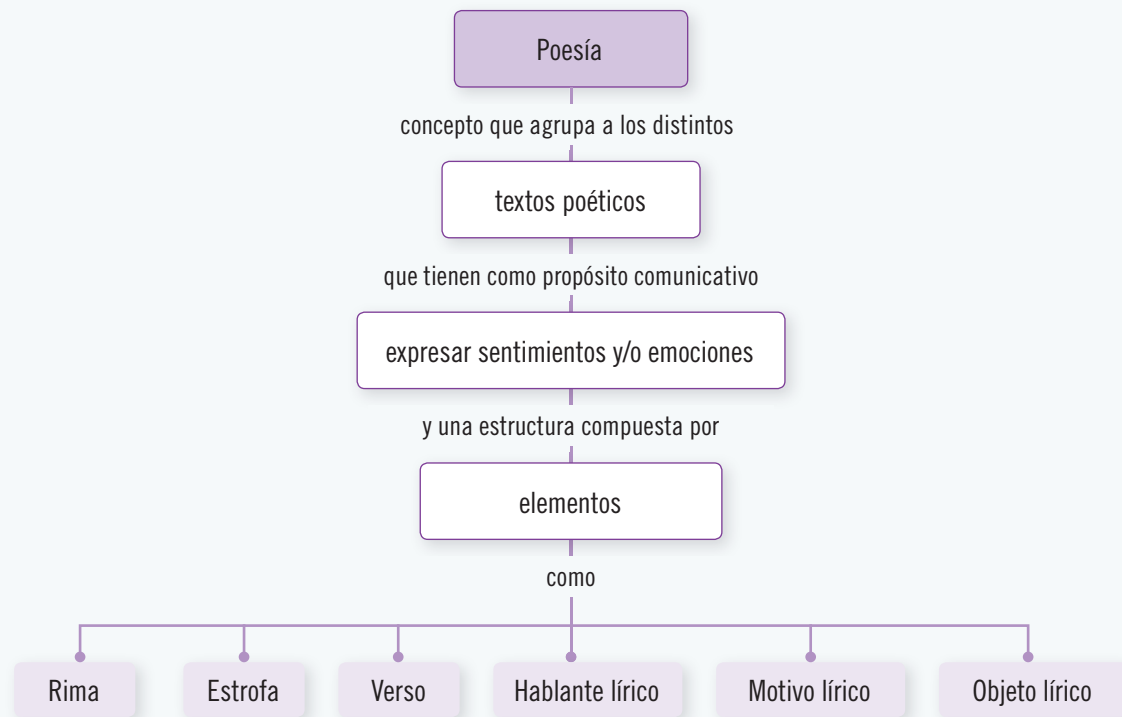 Poesía
concepto que agrupa a los distintos
textos poéticos
que tienen como propósito comunicativo
expresar sentimientos y/o emociones
y una estructura compuesta por
elementos
como
Rima
Estrofa
Verso
Hablante lírico
Motivo lírico
Objeto lírico